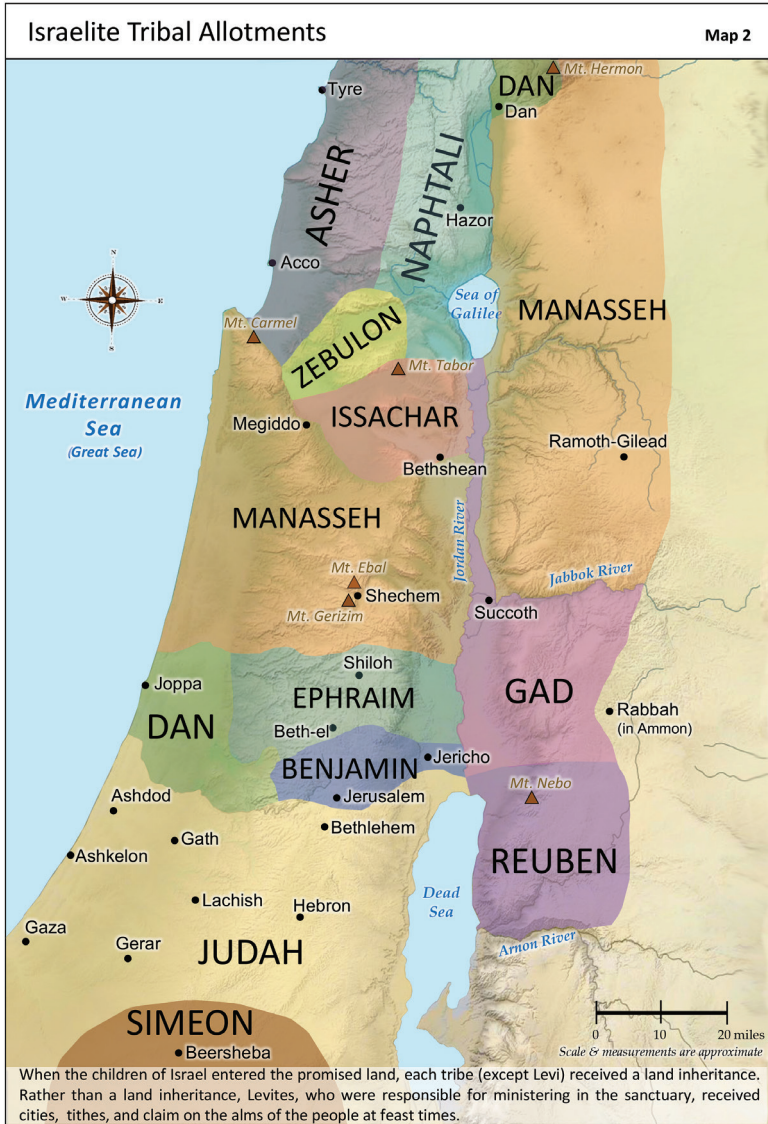 Israelite Tribal Allotments
Map 2
Mt. Hermon
DAN
Tyre
Dan
ASHER
NAPHTALI
Hazor
Acco
N
W
E
S
Sea of
Galilee
MANASSEH
Mt. Carmel
ZEBULON
Mt. Tabor
Mediterranean
Sea
(Great Sea)
ISSACHAR
Megiddo
Ramoth-Gilead
Bethshean
MANASSEH
Jordan River
Mt. Ebal
Jabbok River
Shechem
Mt. Gerizim
Succoth
Shiloh
Joppa
EPHRAIM
GAD
DAN
Beth-el
Rabbah
(in Ammon)
BENJAMIN
Jericho
Mt. Nebo
Jerusalem
Ashdod
Bethlehem
Gath
Ashkelon
REUBEN
Lachish
Dead
Sea
Hebron
Gaza
Gerar
JUDAH
Arnon River
SIMEON
0 10 20 miles
Beersheba
Scale & measurements are approximate
When the children of Israel entered the promised land, each tribe (except Levi) received a land inheritance.
Rather than a land inheritance, Levites, who were responsible for ministering in the sanctuary, received
cities, tithes, and claim on the alms of the people at feast times.